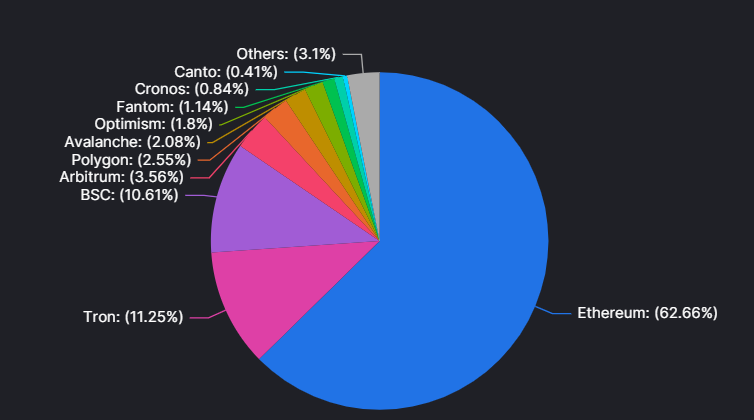 Others: (3.1%)
Canto: (0.41%)
Cronos: (0.84%)
Fantom: (1.14%)
Optimism: (1.8%)
Avalanche: (2.08%)
Polygon: (2.55%)
Arbitrum: (3.56%)
BSC: (10.61%)
Tron: (11.25%)
Ethereum: (62.66%)